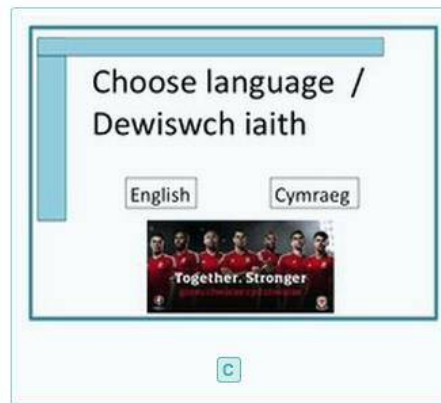 Choose language /
Dewiswch iaith
English Cymraeg
Together. Stronger
C